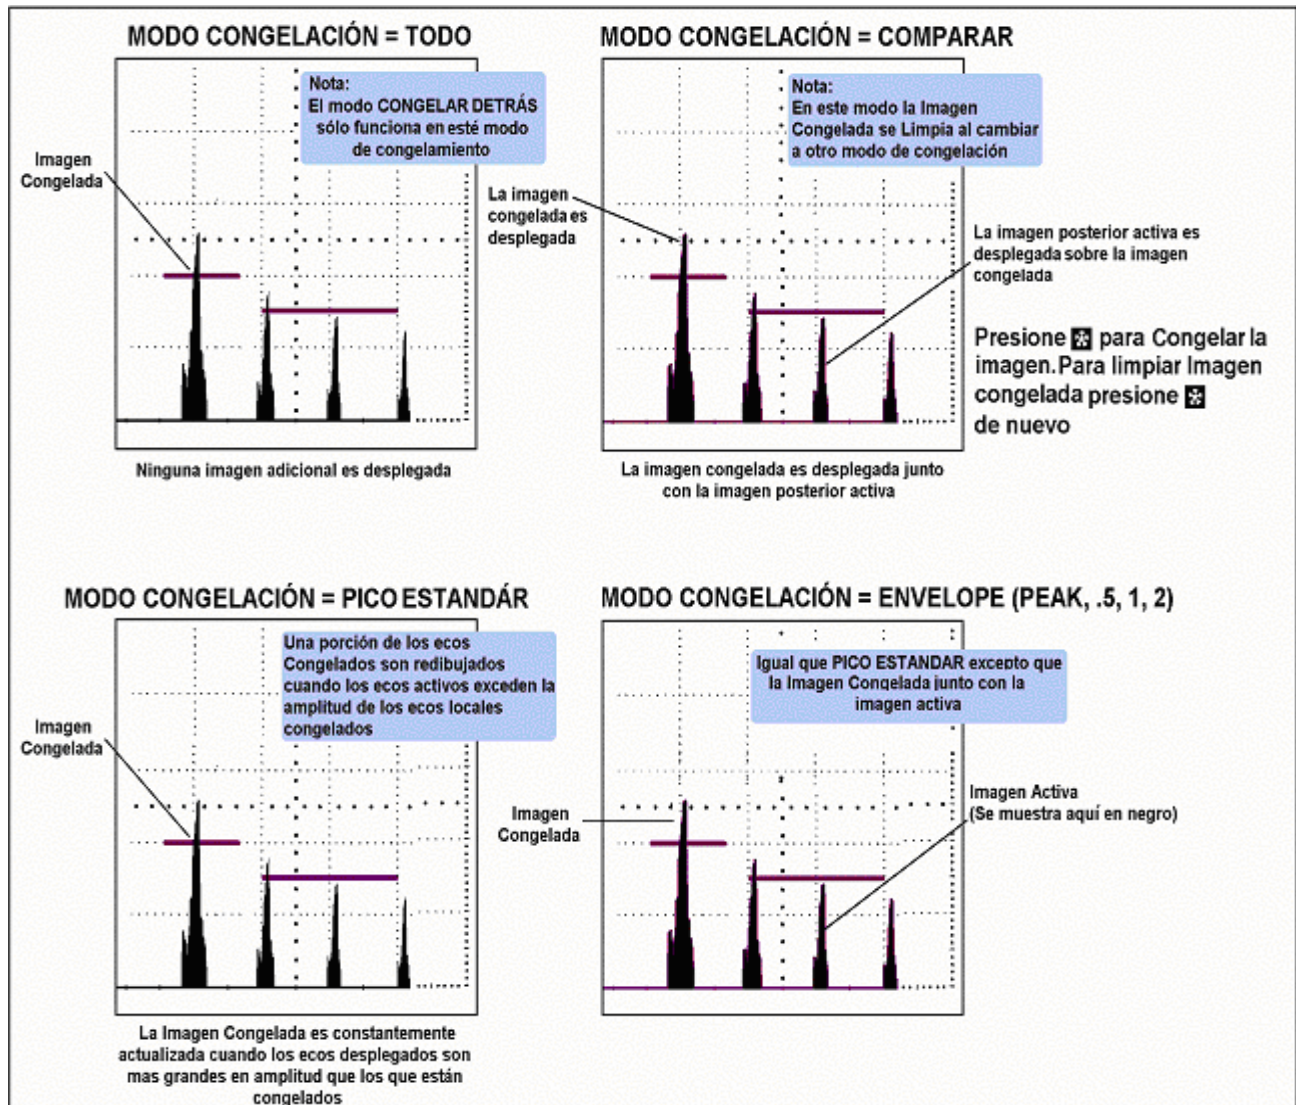 MODO CONGELACIÓN = TODO
Nota:
El modo CONGELAR DETRÁS
sólo funciona en esté modo
de congelamiento
Imagen
Congelada
Ninguna imagen adicional es desplegada
MODO CONGELACIÓN = COMPARAR
Nota:
En este modo la Imagen
Congelada se Limpia al cambiar
a otro modo de congelación
La imagen
congelada es
desplegada
La imagen posterior activa es
desplegada sobre la imagen
congelada
Presione * para Congelar la
imagen.Para limpiar Imagen
congelada presione *
de nuevo
La imagen congelada es desplegada junto
con la imagen posterior activa
MODO CONGELACIÓN = PICO ESTANDÁR
Una porción de los ecos
Congelados son redibujados
cuando los ecos activos exceden la
amplitud de los ecos locales
congelados
Imagen
Congelada
La Imagen Congelada es constantemente
actualizada cuando los ecos desplegados son
mas grandes en amplitud que los que están
congelados
MODO CONGELACIÓN = ENVELOPE (PEAK, .5, 1, 2)
Igual que PICO ESTANDAR excepto que
la Imagen Congelada junto con la
imagen activa
Imagen
Congelada
Imagen Activa
(Se muestra aquí en negro)